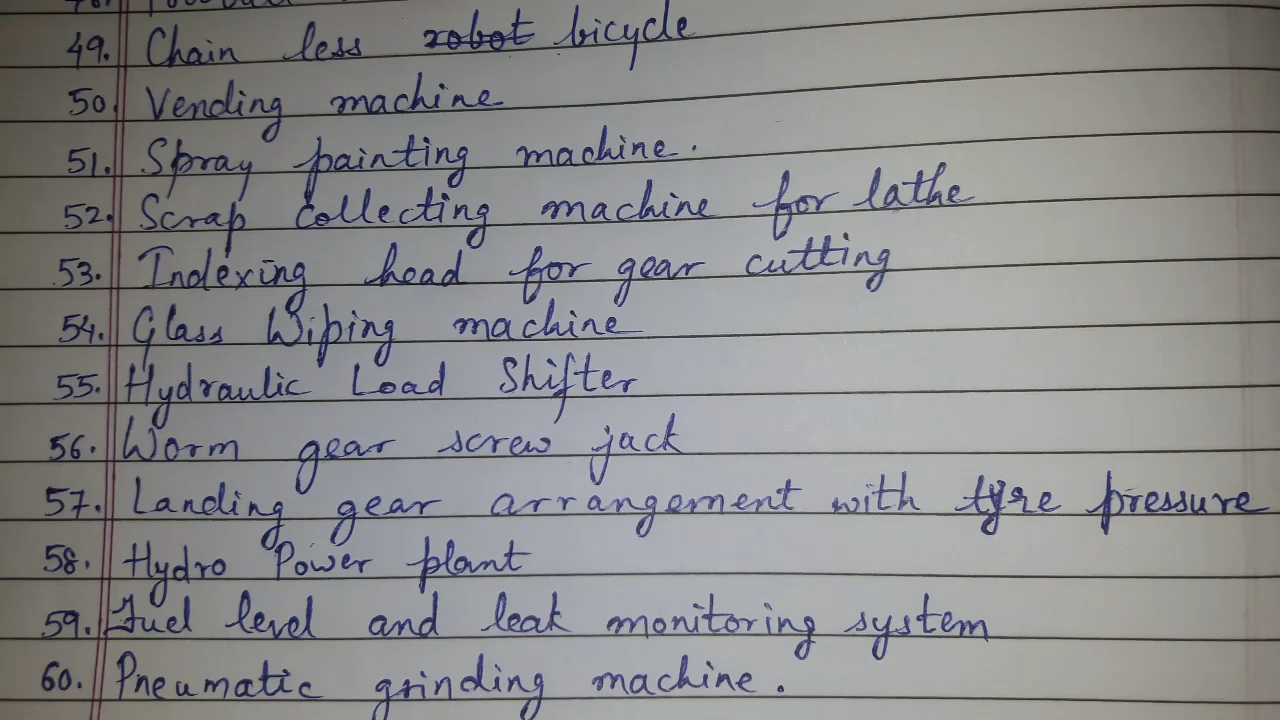 49. Chain less robot bicycle
50. Vending machine
51. Spray painting machine.
52. Scrap collecting machine for lathe
53. Indexing head for gear cutting
54. Glass Wiping machine
55. Hydraulic Load Shifter
56. Worm gear screw jack
57. Landing gear arrangement with tyre pressure
58. Hydro Power plant
59. Fuel level and leak monitoring system
60. Pneumatic grinding machine.